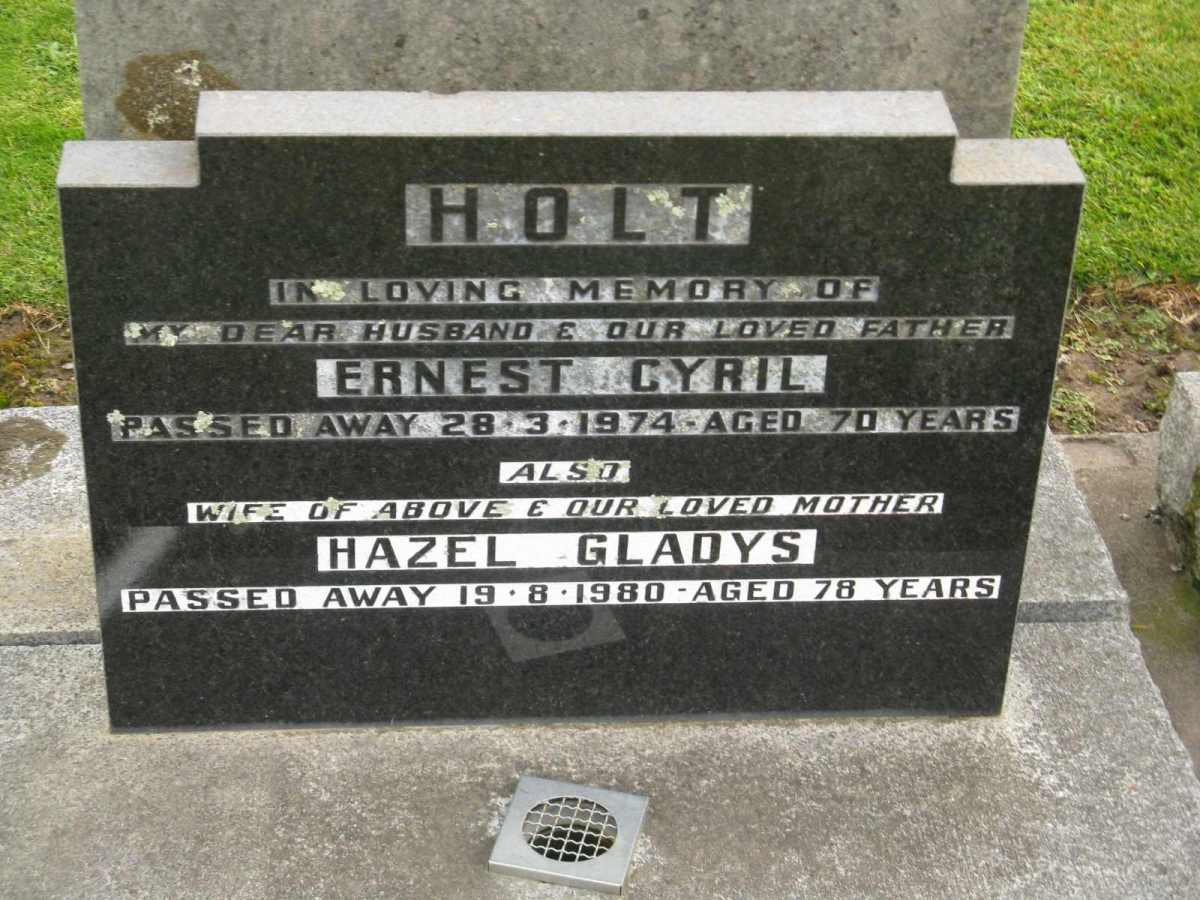 HOLT
IN LOVING MEMORY OF
MY DEAR HUSBAND & OUR LOVED FATHER
ERNEST CYRIL
PASSED AWAY 28·3·1974-AGED 70 YEARS
ALSO
WIFE OF ABOVE & OUR LOVED MOTHER
HAZEL GLADYS
PASSED AWAY 19·8·1980-AGED 78 YEARS